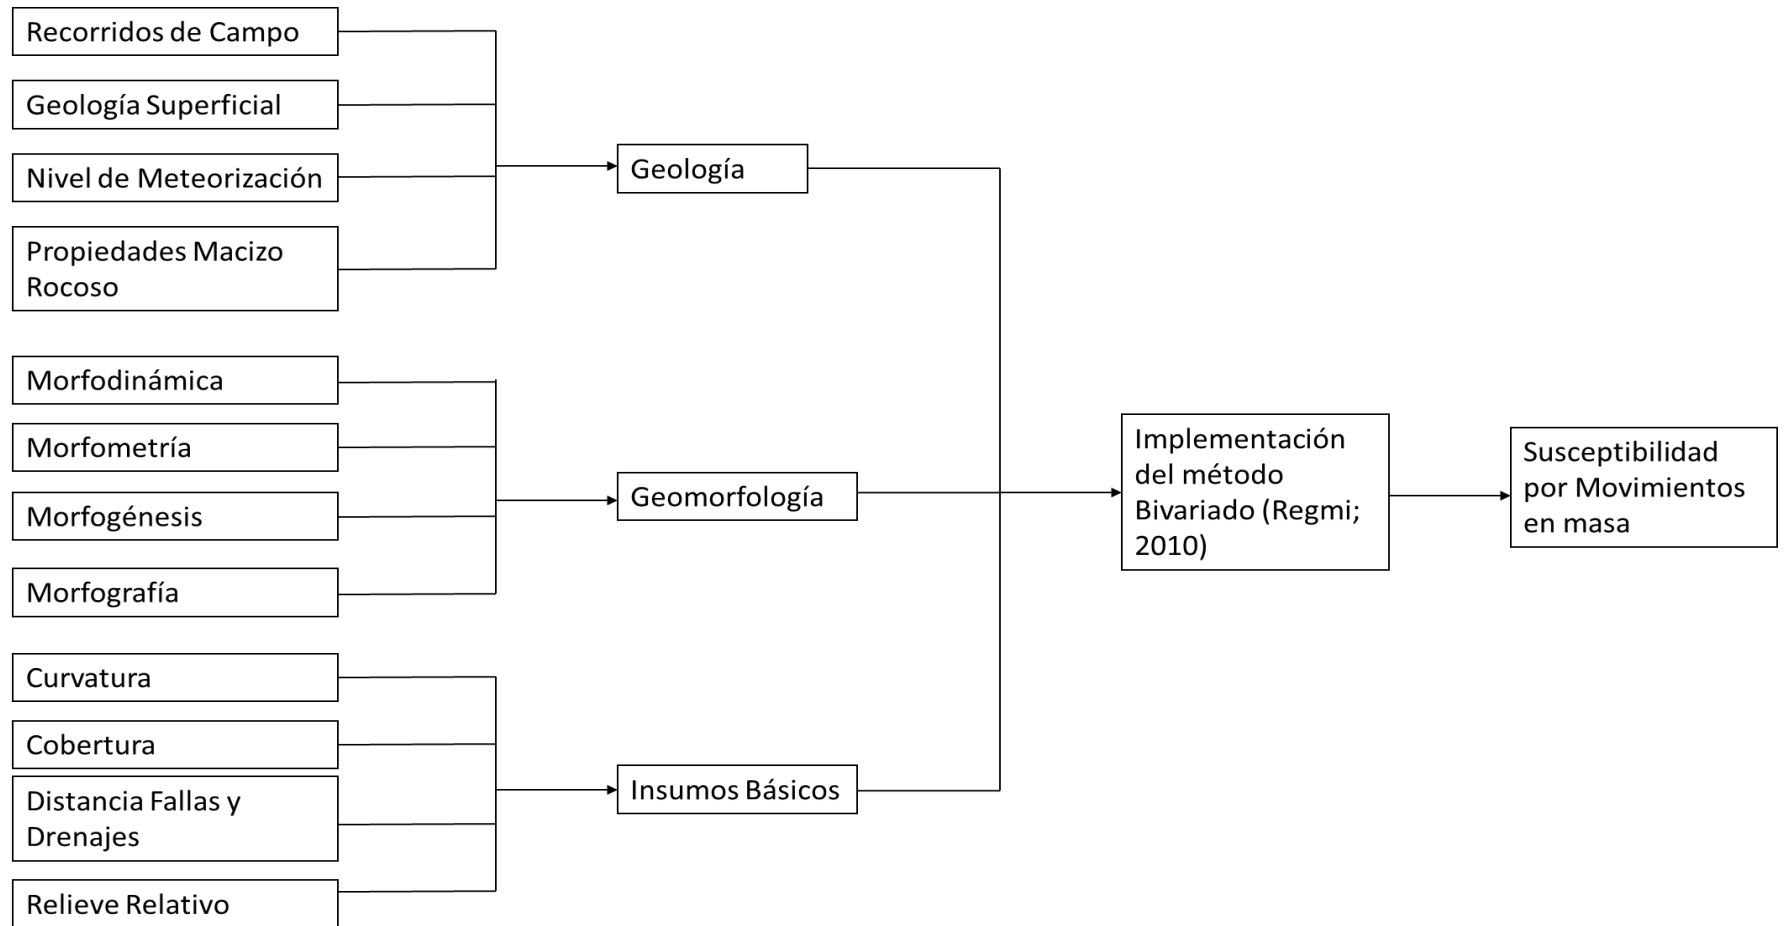 Recorridos de Campo
Geología Superficial
Nivel de Meteorización
Propiedades Macizo
Rocoso
Geología
Morfodinámica
Morfometría
Morfogénesis
Morfografía
Geomorfología
Curvatura
Cobertura
Distancia Fallas y
Drenajes
Relieve Relativo
Insumos Básicos
Implementación
del método
Bivariado (Regmi;
2010)
Susceptibilidad
por Movimientos
en masa